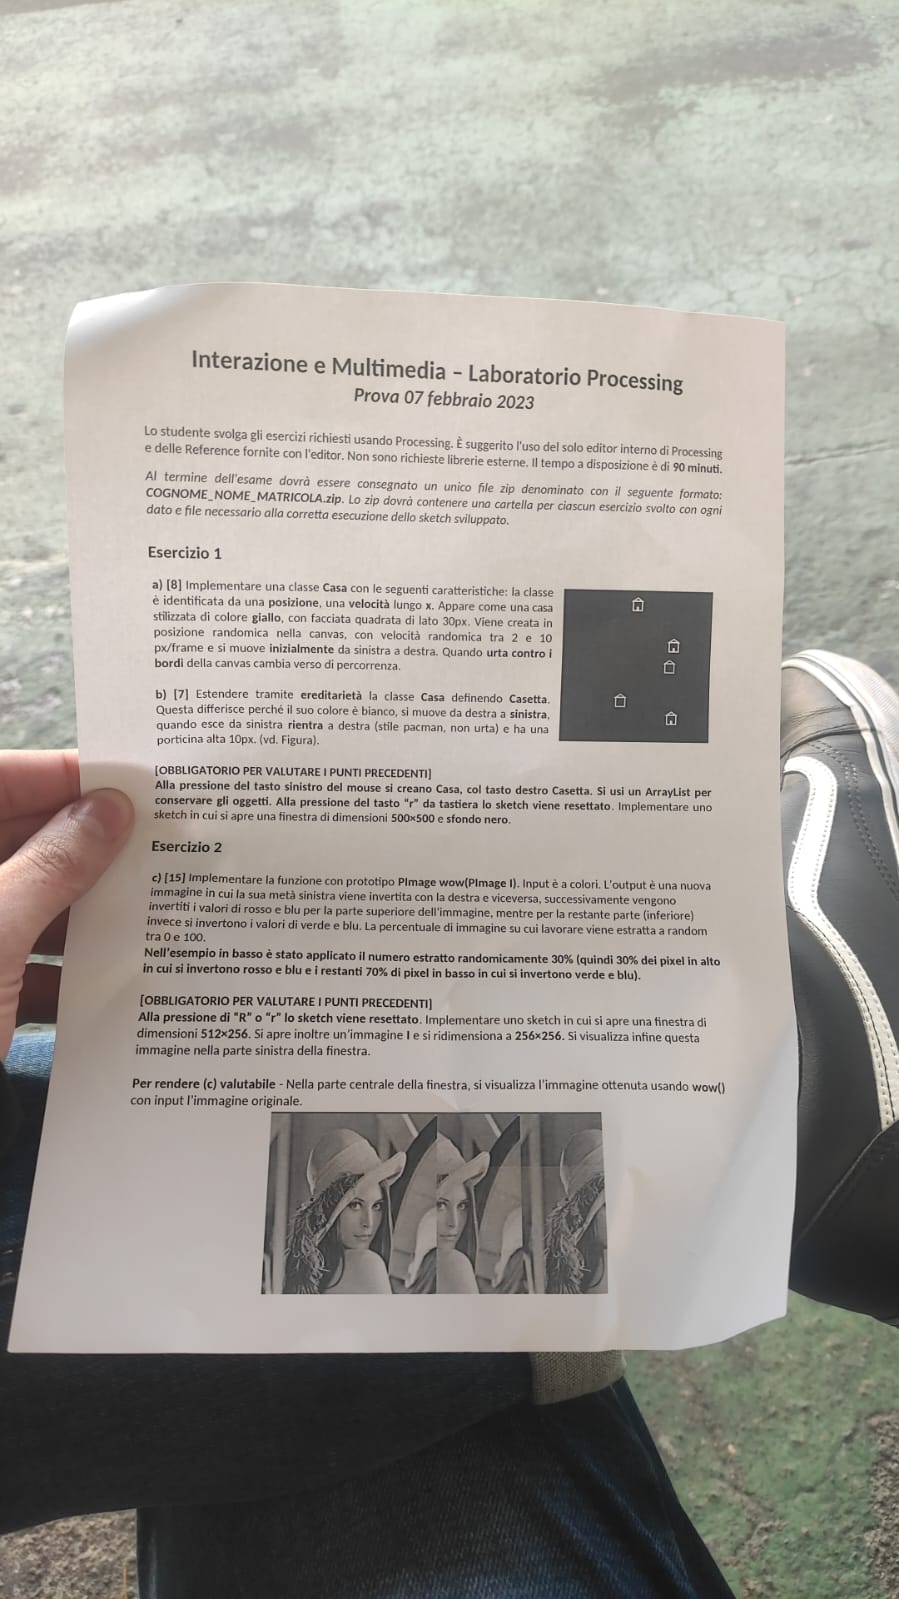 Interazione e Multimedia – Laboratorio Processing
Prova 07 febbraio 2023
Lo studente svolga gli esercizi richiesti usando Processing. È suggerito l'uso del solo editor interno di Processing
e delle Reference fornite con l'editor. Non sono richieste librerie esterne. Il tempo a disposizione è di 90 minuti.
Al termine dell'esame dovrà essere consegnato un unico file zip denominato con il seguente formato:
COGNOME_NOME_MATRICOLA.zip. Lo zip dovrà contenere una cartella per ciascun esercizio svolto con ogni
dato e file necessario alla corretta esecuzione dello sketch sviluppato.
Esercizio 1
a) [8] Implementare una classe Casa con le seguenti caratteristiche: la classe
è identificata da una posizione, una velocità lungo x. Appare come una casa
stilizzata di colore giallo, con facciata quadrata di lato 30px. Viene creata in
posizione randomica nella canvas, con velocità randomica tra 2 e 10
px/frame e si muove inizialmente da sinistra a destra. Quando urta contro i
bordi della canvas cambia verso di percorrenza.
b) [7] Estendere tramite ereditarietà la classe Casa definendo Casetta.
Questa differisce perché il suo colore è bianco, si muove da destra a sinistra,
quando esce da sinistra rientra a destra (stile pacman, non urta) e ha una
porticina alta 10px. (vd. Figura).
[OBBLIGATORIO PER VALUTARE I PUNTI PRECEDENTI]
Alla pressione del tasto sinistro del mouse si creano Casa, col tasto destro Casetta. Si usi un ArrayList per
conservare gli oggetti. Alla pressione del tasto “r” da tastiera lo sketch viene resettato. Implementare uno
sketch in cui si apre una finestra di dimensioni 500×500 e sfondo nero.
Esercizio 2
c) [15] Implementare la funzione con prototipo PImage wow(PImage I). Input è a colori. L'output è una nuova
immagine in cui la sua metà sinistra viene invertita con la destra e viceversa, successivamente vengono
invertiti i valori di rosso e blu per la parte superiore dell'immagine, mentre per la restante parte (inferiore)
invece si invertono i valori di verde e blu. La percentuale di immagine su cui lavorare viene estratta a random
tra 0 e 100.
Nell'esempio in basso è stato applicato il numero estratto randomicamente 30% (quindi 30% dei pixel in alto
in cui si invertono rosso e blu e i restanti 70% di pixel in basso in cui si invertono verde e blu).
[OBBLIGATORIO PER VALUTARE I PUNTI PRECEDENTI]
Alla pressione di “R” o “r” lo sketch viene resettato. Implementare uno sketch in cui si apre una finestra di
dimensioni 512×256. Si apre inoltre un'immagine I e si ridimensiona a 256×256. Si visualizza infine questa
immagine nella parte sinistra della finestra.
Per rendere (c) valutabile - Nella parte centrale della finestra, si visualizza l'immagine ottenuta usando wow()
con input l'immagine originale.